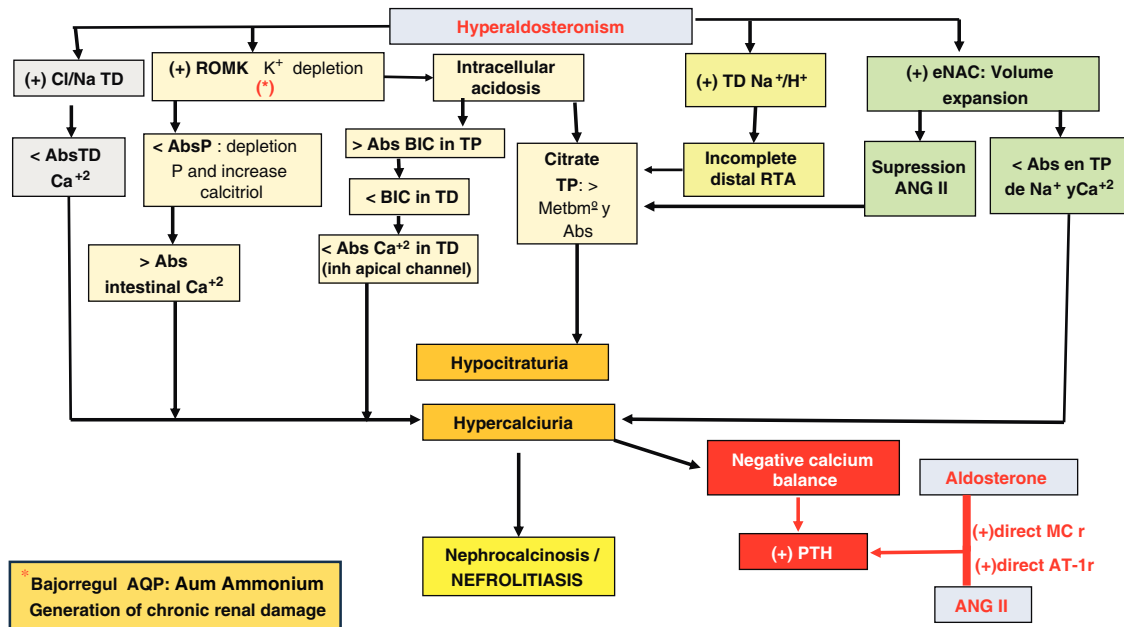 Hyperaldosteronism
(+) Cl/Na TD
(+) ROMK K⁺ depletion
(*)
Intracellular
acidosis
(+) TD Na⁺/H⁺
(+) eNAC: Volume
expansion
< AbsTD
Ca⁺²
< AbsP : depletion
P and increase
calcitriol
> Abs BIC in TP
Citrate
TP: >
Metbmº y
Abs
Incomplete
distal RTA
Supression
ANG II
< Abs en TP
de Na⁺ yCa⁺²
< BIC in TD
> Abs
intestinal Ca⁺²
< Abs Ca⁺² in TD
(inh apical channel)
Hypocitraturia
Hypercalciuria
Negative calcium
balance
Aldosterone
(+)direct MC r
(+) PTH
(+)direct AT-1r
ANG II
Nephrocalcinosis /
NEFROLITIASIS
*Bajorregul AQP: Aum Ammonium
Generation of chronic renal damage